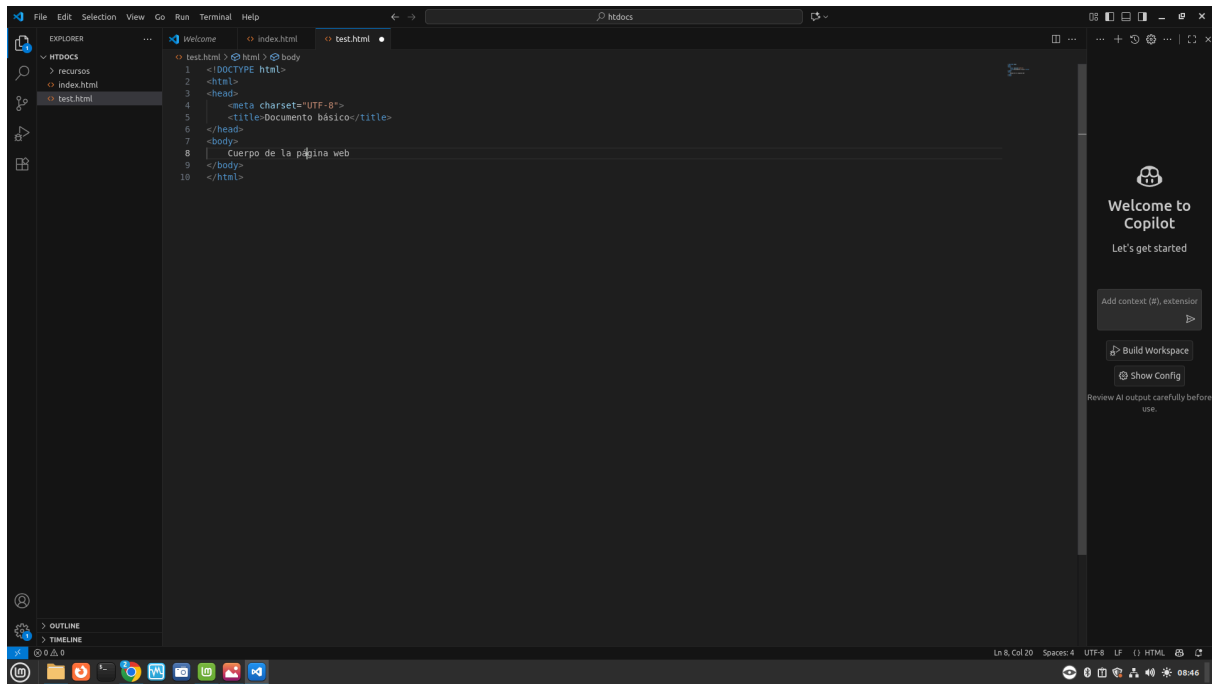 File Edit Selection View Go Run Terminal Help
htdocs
EXPLORER
HTDOCS
recursos
index.html
test.html
OUTLINE
TIMELINE
Welcome
index.html
test.html
test.html > html > body
1 <!DOCTYPE html>
2 <html>
3 <head>
4 <meta charset="UTF-8">
5 <title>Documento básico</title>
6 </head>
7 <body>
8 Cuerpo de la página web
9 </body>
10 </html>
Welcome to
Copilot
Let's get started
Add context (#), extension
Build Workspace
Show Config
Review AI output carefully before
use.
0 0
Ln 8, Col 20 Spaces: 4 UTF-8 LF {} HTML
08:46